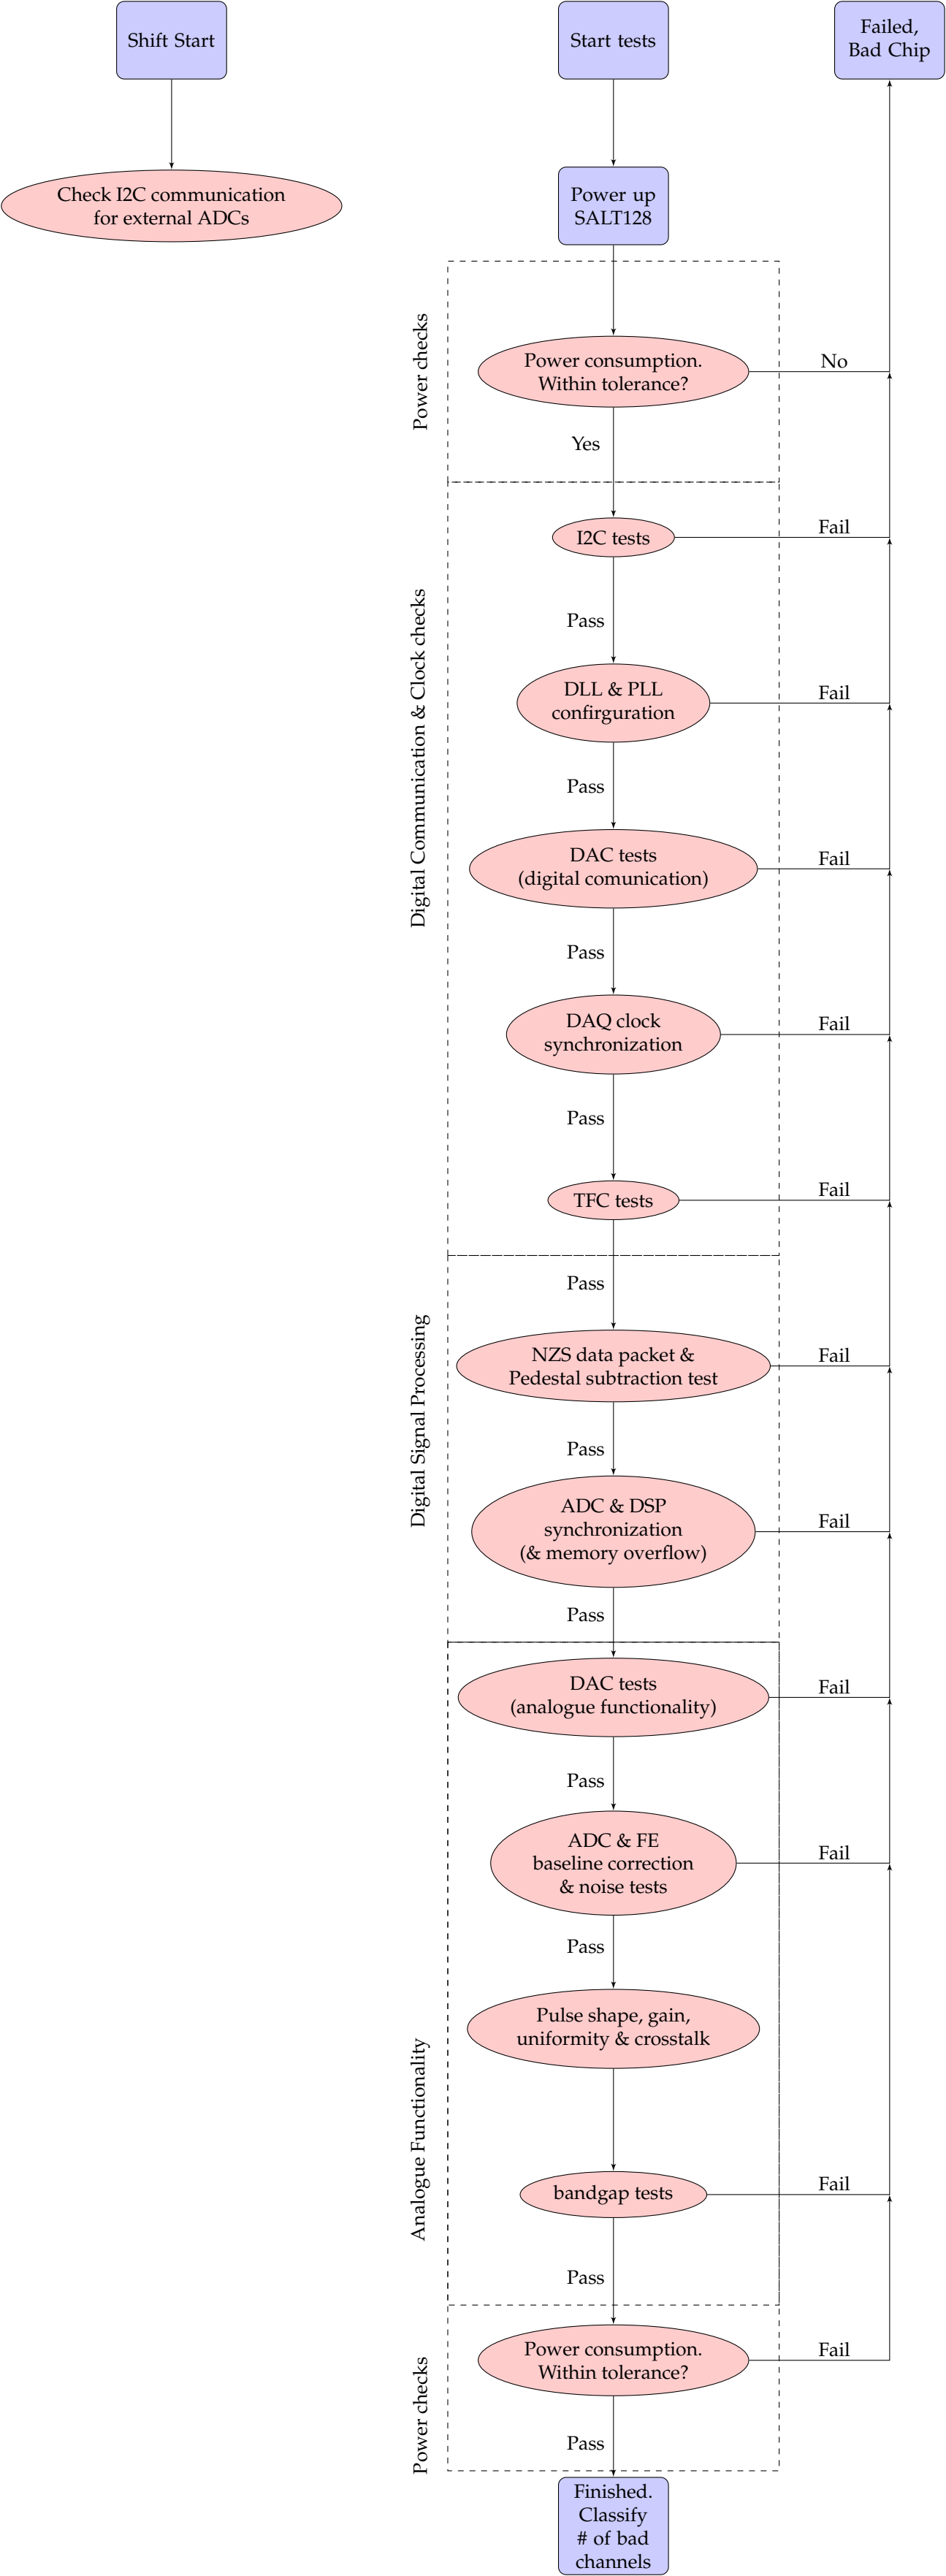 Shift Start
Start tests
Failed,
Bad Chip
Check I2C communication
for external ADCs
Power up
SALT128
Power checks
Power consumption.
Within tolerance?
No
Yes
Digital Communication & Clock checks
I2C tests
Fail
Pass
DLL & PLL
confirguration
Fail
Pass
DAC tests
(digital comunication)
Fail
Pass
DAQ clock
synchronization
Fail
Pass
TFC tests
Fail
Pass
Digital Signal Processing
NZS data packet &
Pedestal subtraction test
Fail
Pass
ADC & DSP
synchronization
(& memory overflow)
Fail
Pass
Analogue Functionality
DAC tests
(analogue functionality)
Fail
Pass
ADC & FE
baseline correction
& noise tests
Fail
Pass
Pulse shape, gain,
uniformity & crosstalk
bandgap tests
Fail
Pass
Power checks
Power consumption.
Within tolerance?
Fail
Pass
Finished.
Classify
# of bad
channels